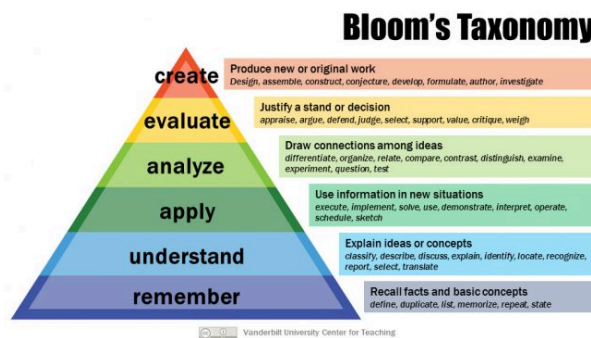 Bloom's Taxonomy
create
Produce new or original work
Design, assemble, construct, conjecture, develop, formulate, author, investigate
evaluate
Justify a stand or decision
appraise, argue, defend, judge, select, support, value, critique, weigh
analyze
Draw connections among ideas
differentiate, organize, relate, compare, contrast, distinguish, examine,
experiment, question, test
apply
Use information in new situations
execute, implement, solve, use, demonstrate, interpret, operate,
schedule, sketch
understand
Explain ideas or concepts
classify, describe, discuss, explain, identify, locate, recognize,
report, select, translate
remember
Recall facts and basic concepts
define, duplicate, list, memorize, repeat, state
Vanderbilt University Center for Teaching